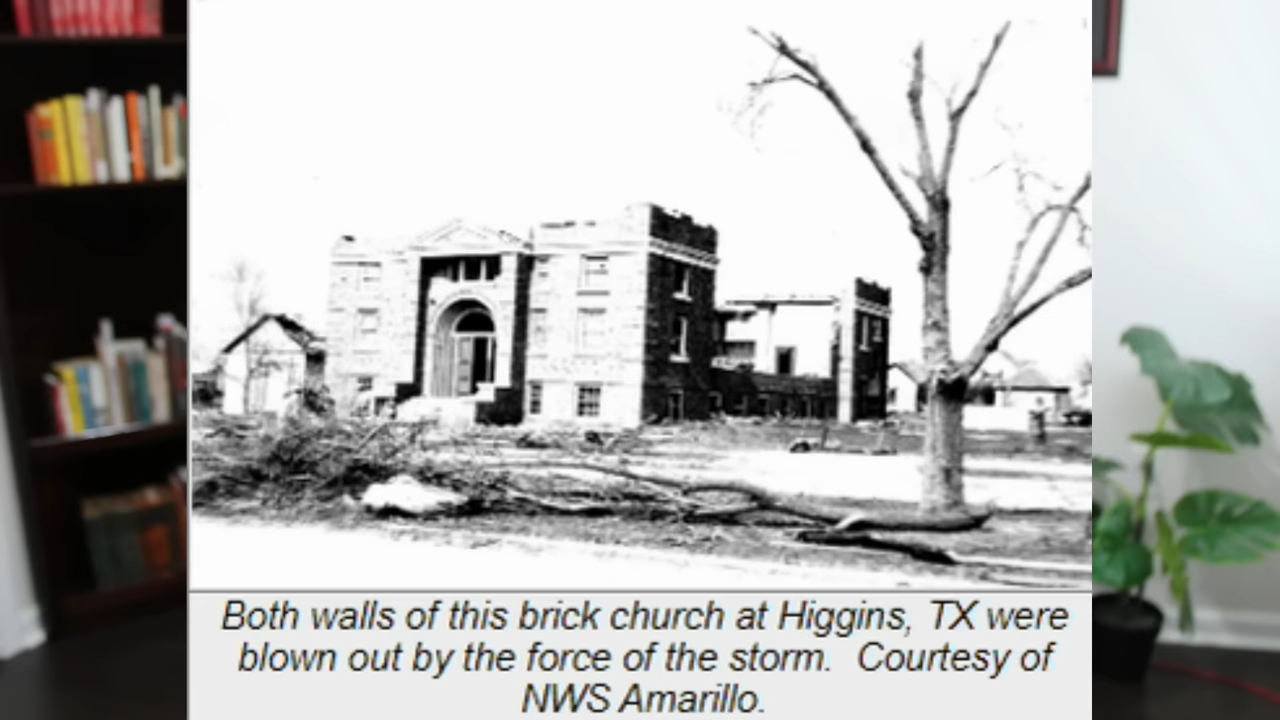 Both walls of this brick church at Higgins, TX were
blown out by the force of the storm.  Courtesy of
NWS Amarillo.